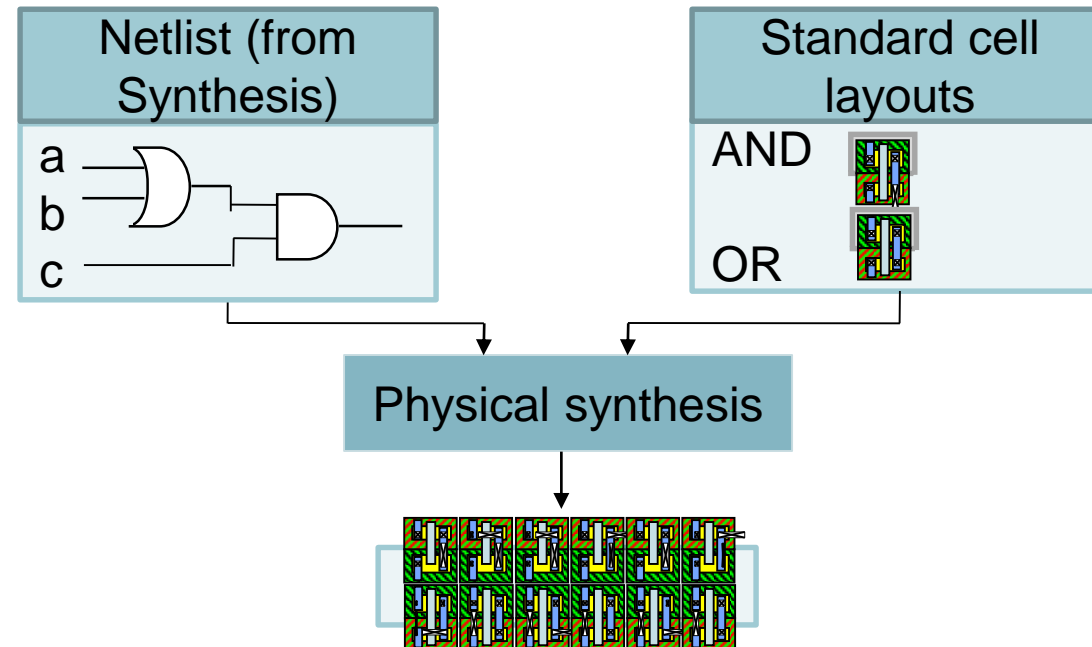 Netlist (from
Synthesis)
a
b
c
Standard cell
layouts
AND
OR
Physical synthesis